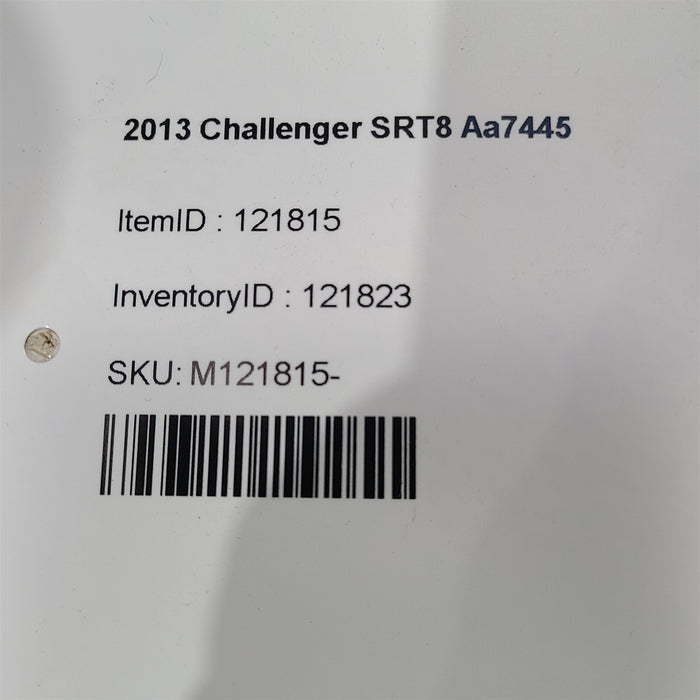 2013 Challenger SRT8 Aa7445
ItemID : 121815
InventoryID : 121823
SKU: M121815-